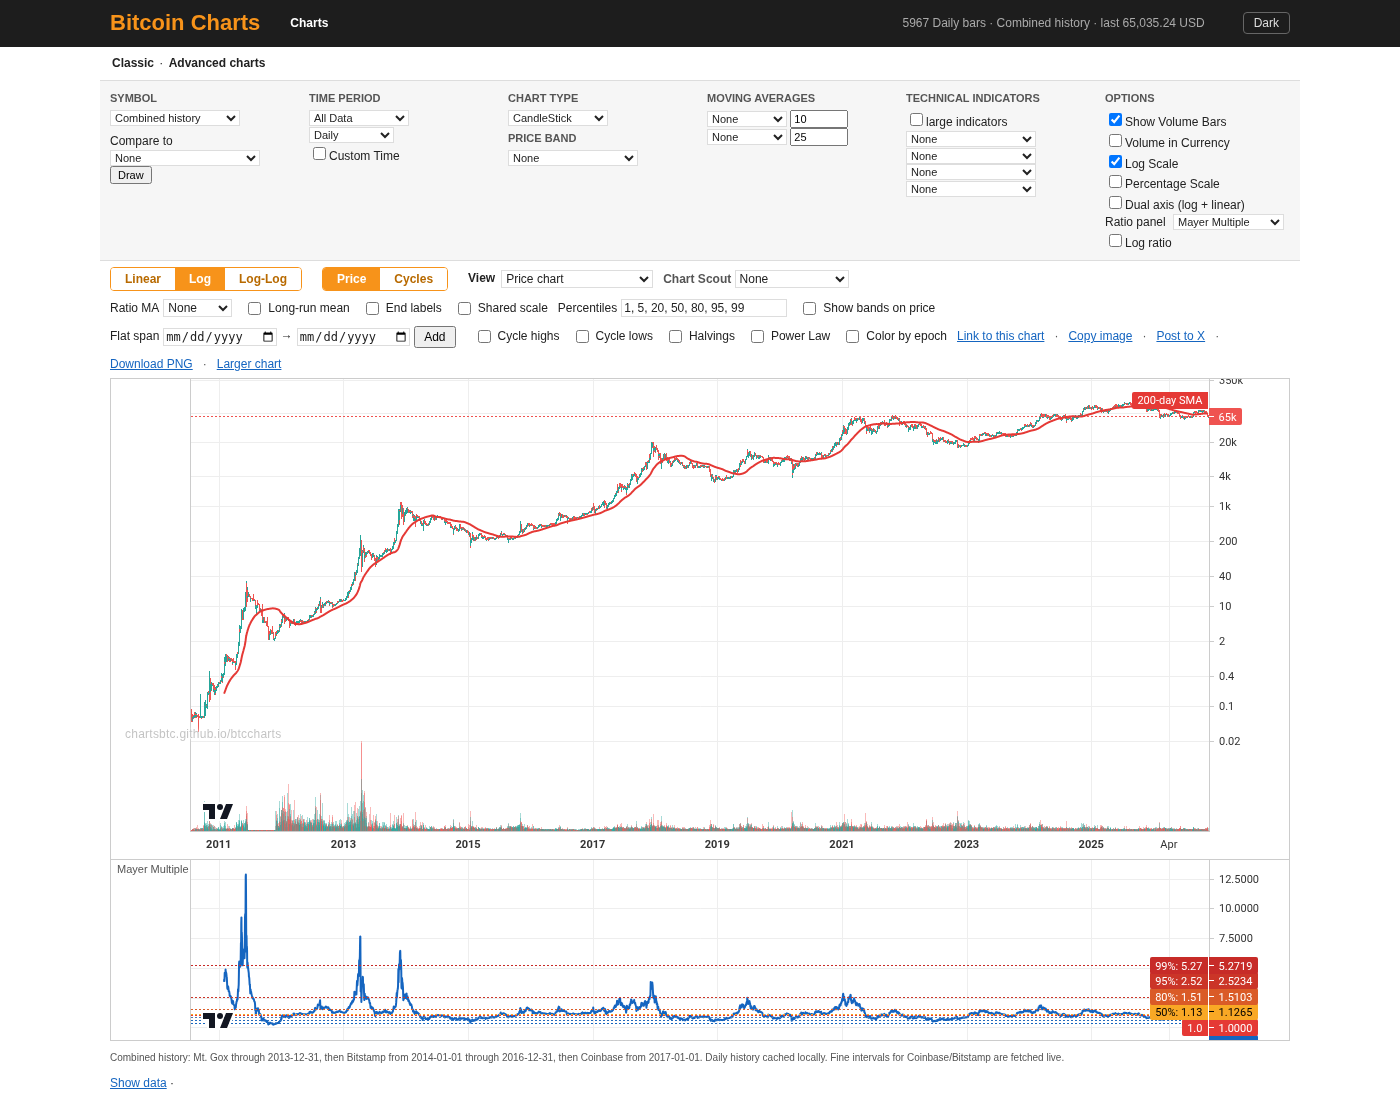 Bitcoin Charts
Charts
5967 Daily bars · Combined history · last 65,035.24 USD
Dark
Classic · Advanced charts
SYMBOL
Combined history
Compare to
None
Draw
TIME PERIOD
All Data
Daily
Custom Time
CHART TYPE
CandleStick
PRICE BAND
None
MOVING AVERAGES
None 10
None 25
TECHNICAL INDICATORS
large indicators
None
None
None
None
OPTIONS
Show Volume Bars
Volume in Currency
Log Scale
Percentage Scale
Dual axis (log + linear)
Ratio panel Mayer Multiple
Log ratio
Linear Log Log-Log Price Cycles View Price chart Chart Scout None
Ratio MA None Long-run mean End labels Shared scale Percentiles 1, 5, 20, 50, 80, 95, 99 Show bands on price
Flat span mm/dd/yyyy → mm/dd/yyyy Add Cycle highs Cycle lows Halvings Power Law Color by epoch Link to this chart · Copy image · Post to X ·
Download PNG · Larger chart
350k
200-day SMA
65k
20k
4k
1k
200
40
10
2
0.4
0.1
chartsbtc.github.io/btccharts
0.02
2011 2013 2015 2017 2019 2021 2023 2025 Apr
Mayer Multiple
12.5000
10.0000
7.5000
99%: 5.27 5.2719
95%: 2.52 2.5234
80%: 1.51 1.5103
50%: 1.13 1.1265
1.0 1.0000
Combined history: Mt. Gox through 2013-12-31, then Bitstamp from 2014-01-01 through 2016-12-31, then Coinbase from 2017-01-01. Daily history cached locally. Fine intervals for Coinbase/Bitstamp are fetched live.
Show data ·